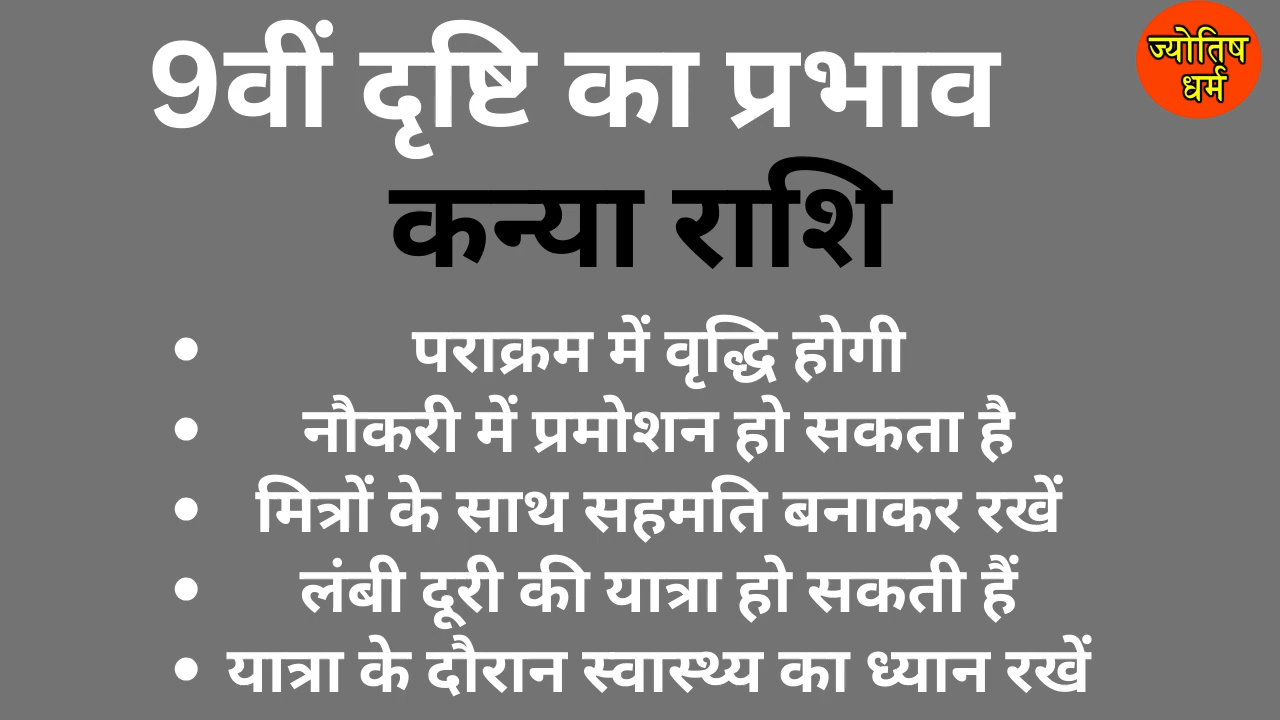 9वीं दृष्टि का प्रभाव
ज्योतिष
धर्म
कन्या राशि
• पराक्रम में वृद्धि होगी
• नौकरी में प्रमोशन हो सकता है
• मित्रों के साथ सहमति बनाकर रखें
• लंबी दूरी की यात्रा हो सकती हैं
• यात्रा के दौरान स्वास्थ्य का ध्यान रखें